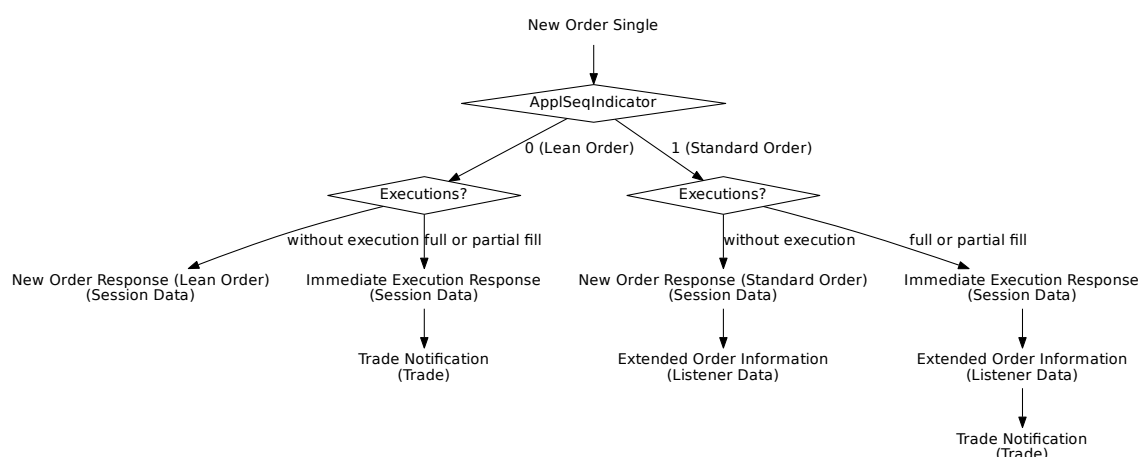 New Order Single
ApplSeqIndicator
0 (Lean Order)
1 (Standard Order)
Executions?
Executions?
without execution
full or partial fill
without execution
full or partial fill
New Order Response (Lean Order)
(Session Data)
Immediate Execution Response
(Session Data)
New Order Response (Standard Order)
(Session Data)
Immediate Execution Response
(Session Data)
Trade Notification
(Trade)
Extended Order Information
(Listener Data)
Extended Order Information
(Listener Data)
Trade Notification
(Trade)